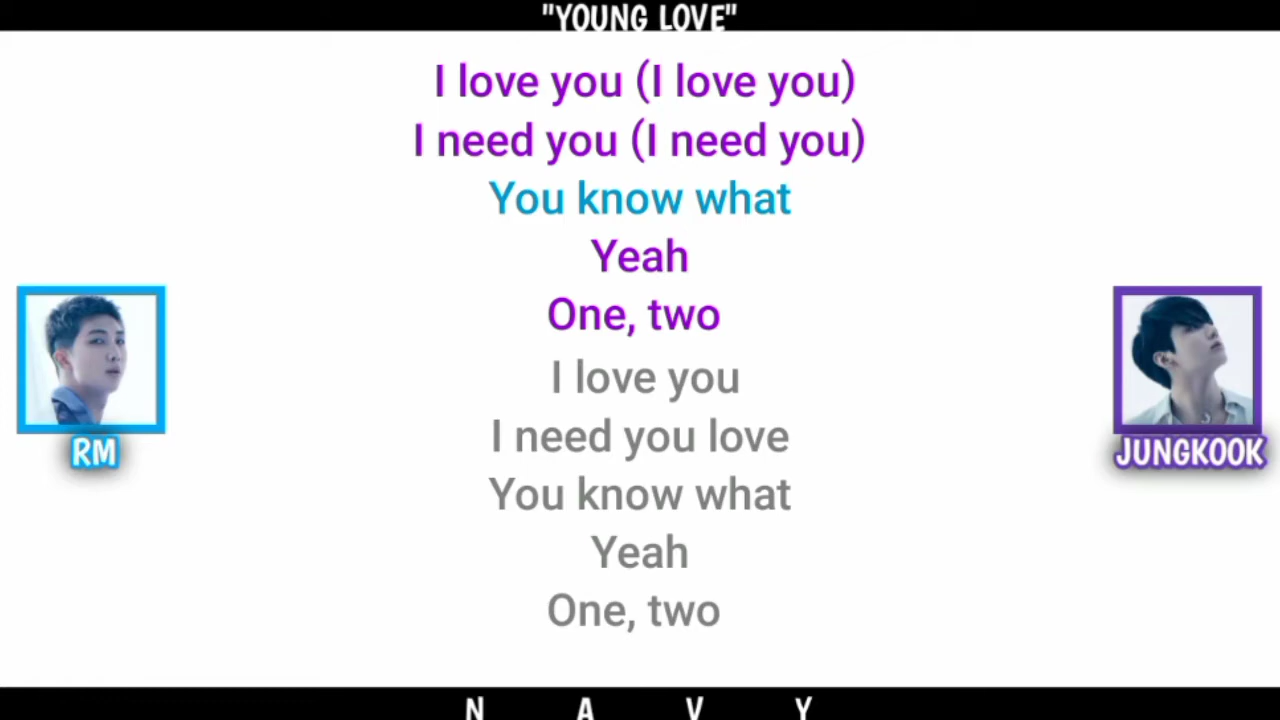 "YOUNG LOVE"
I love you (I love you)
I need you (I need you)
You know what
Yeah
One, two
I love you
I need you love
You know what
Yeah
One, two
RM
JUNGKOOK
N A V Y